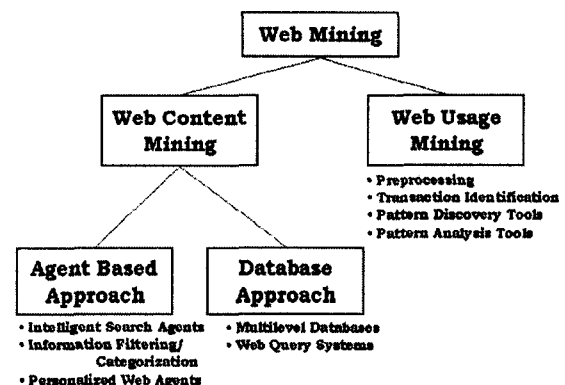 Web Mining
Web Content
Mining
Web Usage
Mining
• Preprocessing
• Transaction Identification
• Pattern Discovery Tools
• Pattern Analysis Tools
Agent Based
Approach
• Intelligent Search Agents
• Information Filtering/
Categorization
• Personalized Web Agents
Database
Approach
• Multilevel Databases
• Web Query Systems